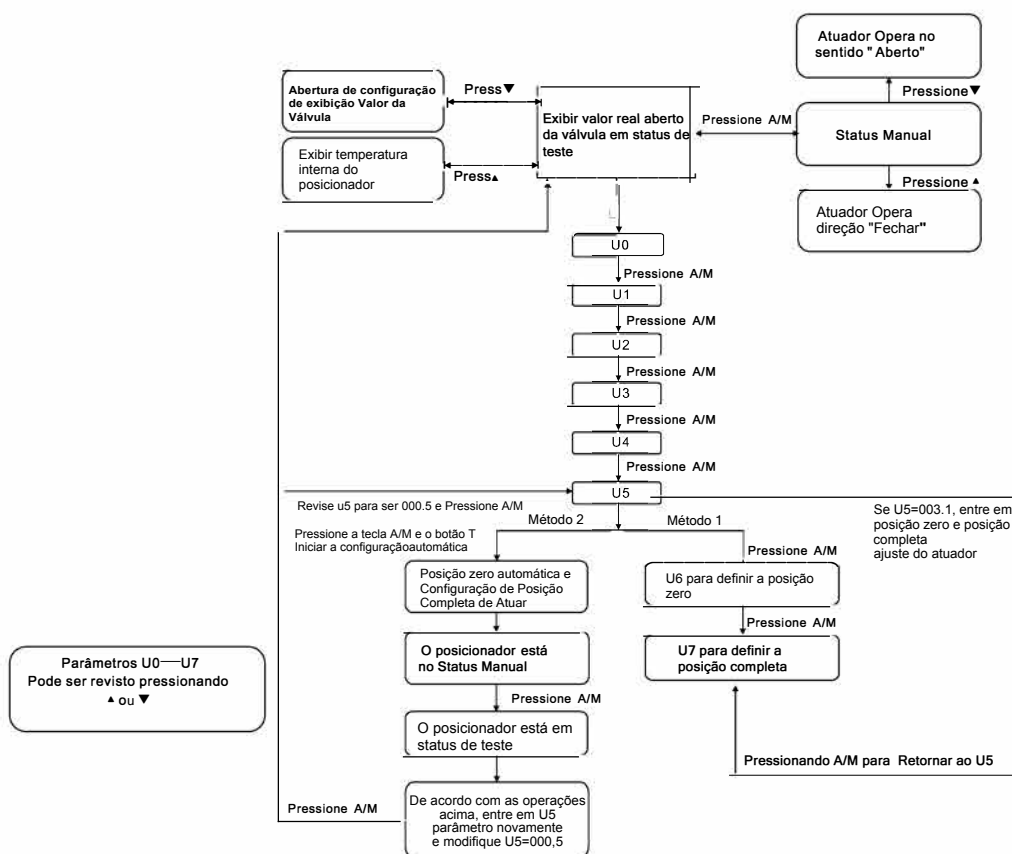 Atuador Opera no
sentido " Aberto"
Pressione▼
Abertura de configuração
de exibição Valor da
Válvula
Press▼
Exibir valor real aberto
da válvula em status de
teste
Pressione A/M
Status Manual
Exibir temperatura
interna do
posicionador
Press▲
Pressione ▲
Atuador Opera
direção "Fechar"
U0
Pressione A/M
U1
Pressione A/M
U2
Pressione A/M
U3
Pressione A/M
U4
Pressione A/M
U5
Revise u5 para ser 000.5 e Pressione A/M
Se U5=003.1, entre em
posição zero e posição
completa
ajuste do atuador
Método 2
Método 1
Pressione a tecla A/M e o botão T
Iniciar a configuraçãoautomática
Pressione A/M
Posição zero automática e
Configuração de Posição
Completa de Atuar
U6 para definir a posição
zero
Pressione A/M
O posicionador está
no Status Manual
U7 para definir a
posição completa
Parâmetros U0—U7
Pode ser revisto pressionando
▲ ou ▼
Pressione A/M
O posicionador está em
status de teste
Pressionando A/M para Retornar ao U5
Pressione A/M
De acordo com as operações
acima, entre em U5
parâmetro novamente
e modifique U5=000,5